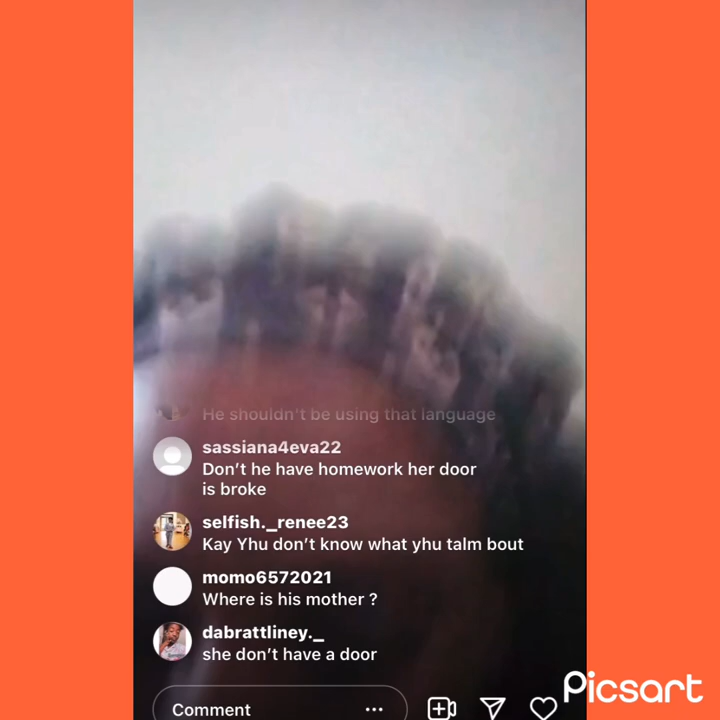 He shouldn't be using that language
sassiana4eva22
Don't he have homework her door
is broke
selfish._renee23
Kay Yhu don't know what yhu talm bout
momo6572021
Where is his mother ?
dabrattliney._
she don't have a door
Comment
Picsart